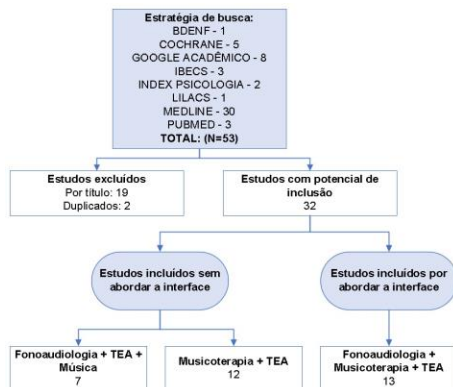 Estratégia de busca:
BDENF - 1
COCHRANE - 5
GOOGLE ACADÊMICO - 8
IBECS - 3
INDEX PSICOLOGIA - 2
LILACS - 1
MEDLINE - 30
PUBMED - 3
TOTAL: (N=53)
Estudos excluídos
Por título: 19
Duplicados: 2
Estudos com potencial de
inclusão
32
Estudos incluídos sem
abordar a interface
Estudos incluídos por
abordar a interface
Fonoaudiologia + TEA +
Música
7
Musicoterapia + TEA
12
Fonoaudiologia +
Musicoterapia + TEA
13